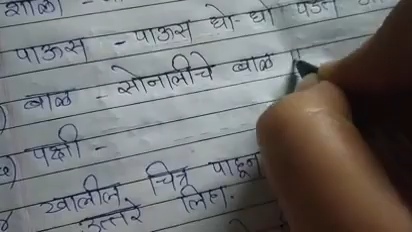 शाळा -
पाऊस - पाऊस धो-धो पडत
बाळ - सोनालीचे बाळ
पक्षी -
खालील चित्र पाहून
उत्तरे लिहा.